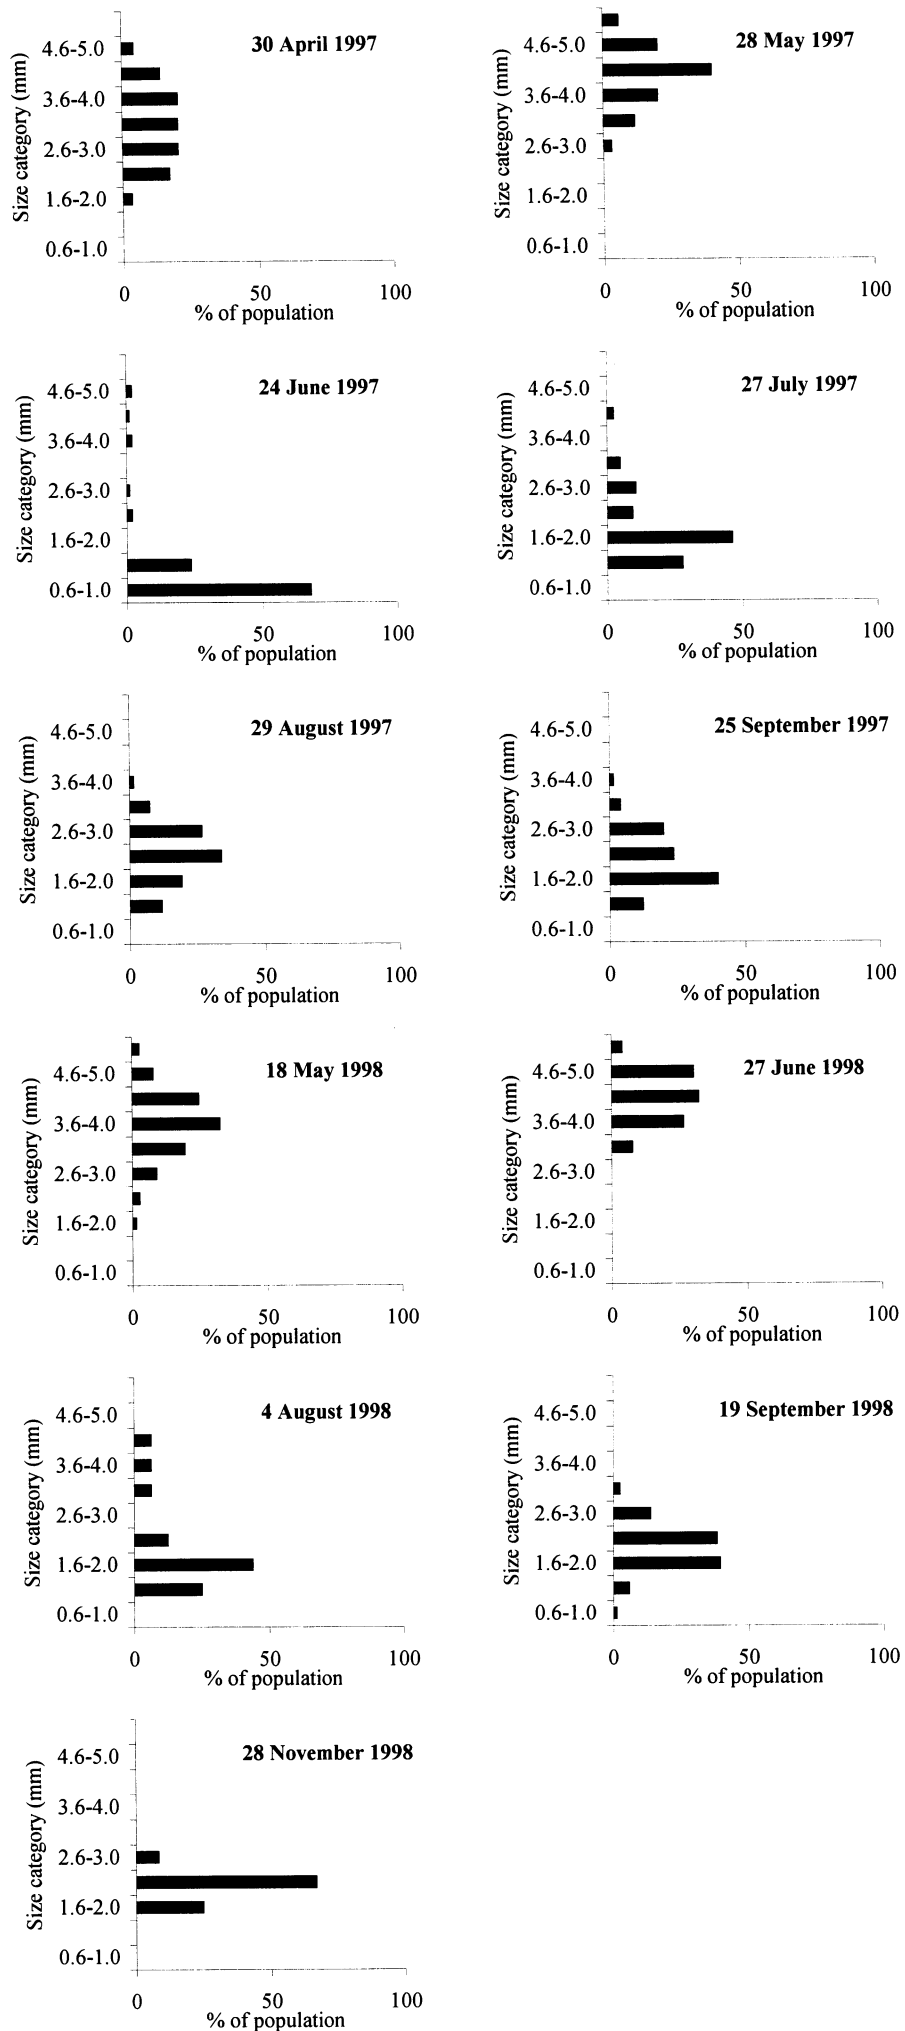 30 April 1997
Size category (mm)
4.6-5.0
3.6-4.0
2.6-3.0
1.6-2.0
0.6-1.0
0 50 100
% of population
28 May 1997
Size category (mm)
4.6-5.0
3.6-4.0
2.6-3.0
1.6-2.0
0.6-1.0
0 50 100
% of population
24 June 1997
Size category (mm)
4.6-5.0
3.6-4.0
2.6-3.0
1.6-2.0
0.6-1.0
0 50 100
% of population
27 July 1997
Size category (mm)
4.6-5.0
3.6-4.0
2.6-3.0
1.6-2.0
0.6-1.0
0 50 100
% of population
29 August 1997
Size category (mm)
4.6-5.0
3.6-4.0
2.6-3.0
1.6-2.0
0.6-1.0
0 50 100
% of population
25 September 1997
Size category (mm)
4.6-5.0
3.6-4.0
2.6-3.0
1.6-2.0
0.6-1.0
0 50 100
% of population
18 May 1998
Size category (mm)
4.6-5.0
3.6-4.0
2.6-3.0
1.6-2.0
0.6-1.0
0 50 100
% of population
27 June 1998
Size category (mm)
4.6-5.0
3.6-4.0
2.6-3.0
1.6-2.0
0.6-1.0
0 50 100
% of population
4 August 1998
Size category (mm)
4.6-5.0
3.6-4.0
2.6-3.0
1.6-2.0
0.6-1.0
0 50 100
% of population
19 September 1998
Size category (mm)
4.6-5.0
3.6-4.0
2.6-3.0
1.6-2.0
0.6-1.0
0 50 100
% of population
28 November 1998
Size category (mm)
4.6-5.0
3.6-4.0
2.6-3.0
1.6-2.0
0.6-1.0
0 50 100
% of population